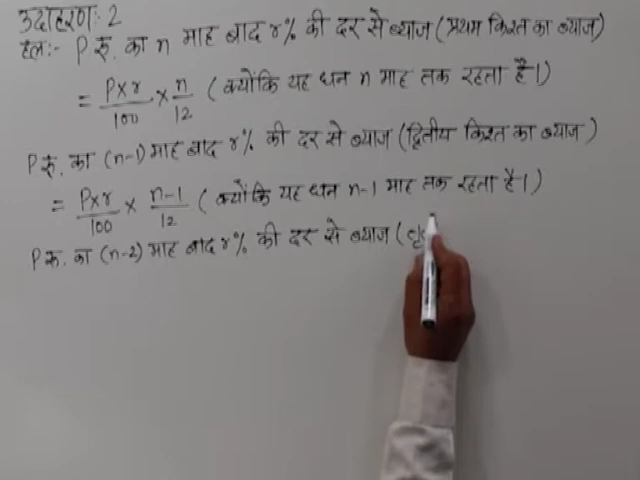 उदाहरण:- 2
हल:- P रू. का n माह बाद r% की दर से ब्याज (प्रथम किश्त का ब्याज)
= P×r/100 × n/12 (क्योंकि यह धन n माह तक रहता है।)
P रू. का (n-1) माह बाद r% की दर से ब्याज (द्वितीय किश्त का ब्याज)
= P×r/100 × n-1/12 (क्योंकि यह धन n-1 माह तक रहता है।)
P रू. का (n-2) माह बाद r% की दर से ब्याज (